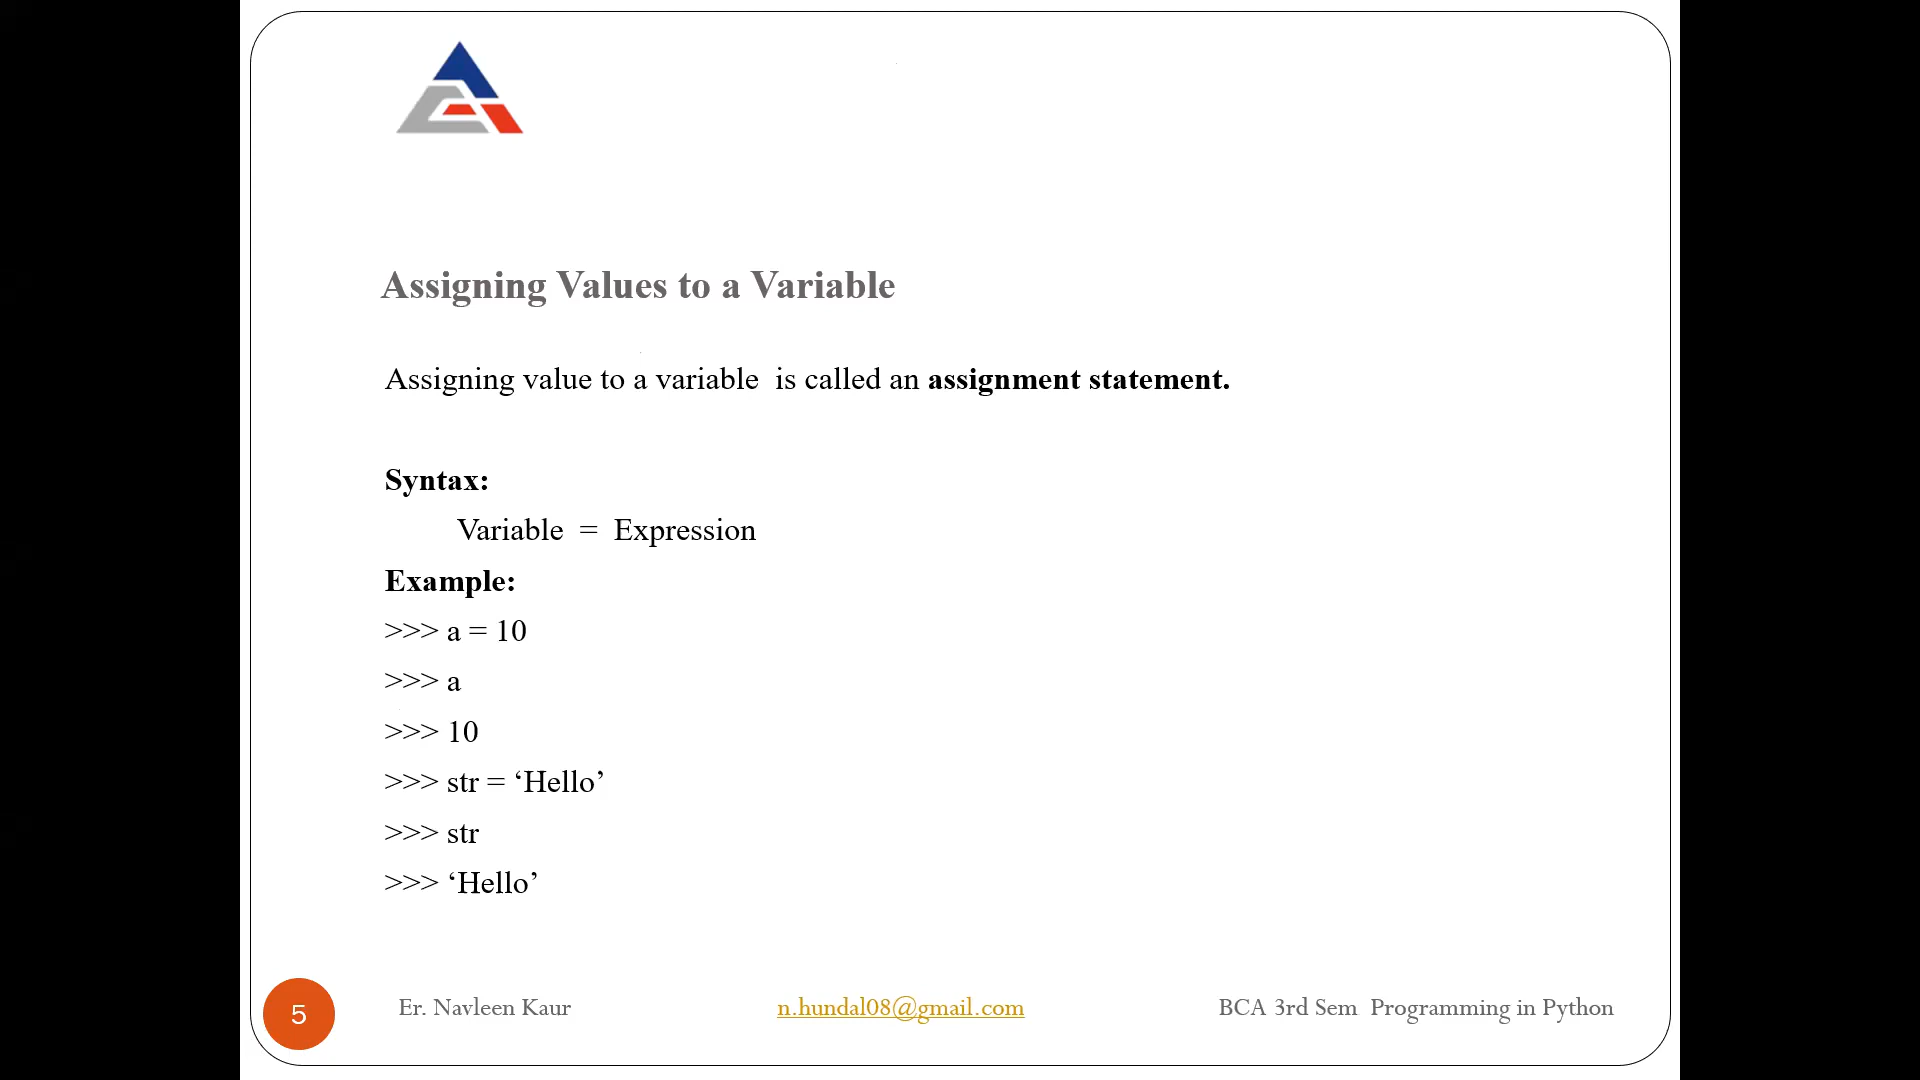 Assigning Values to a Variable
Assigning value to a variable  is called an assignment statement.
Syntax:
Variable  =  Expression
Example:
>>> a = 10
>>> a
>>> 10
>>> str = ‘Hello’
>>> str
>>> ‘Hello’
5
Er. Navleen Kaur
n.hundal08@gmail.com
BCA 3rd Sem  Programming in Python